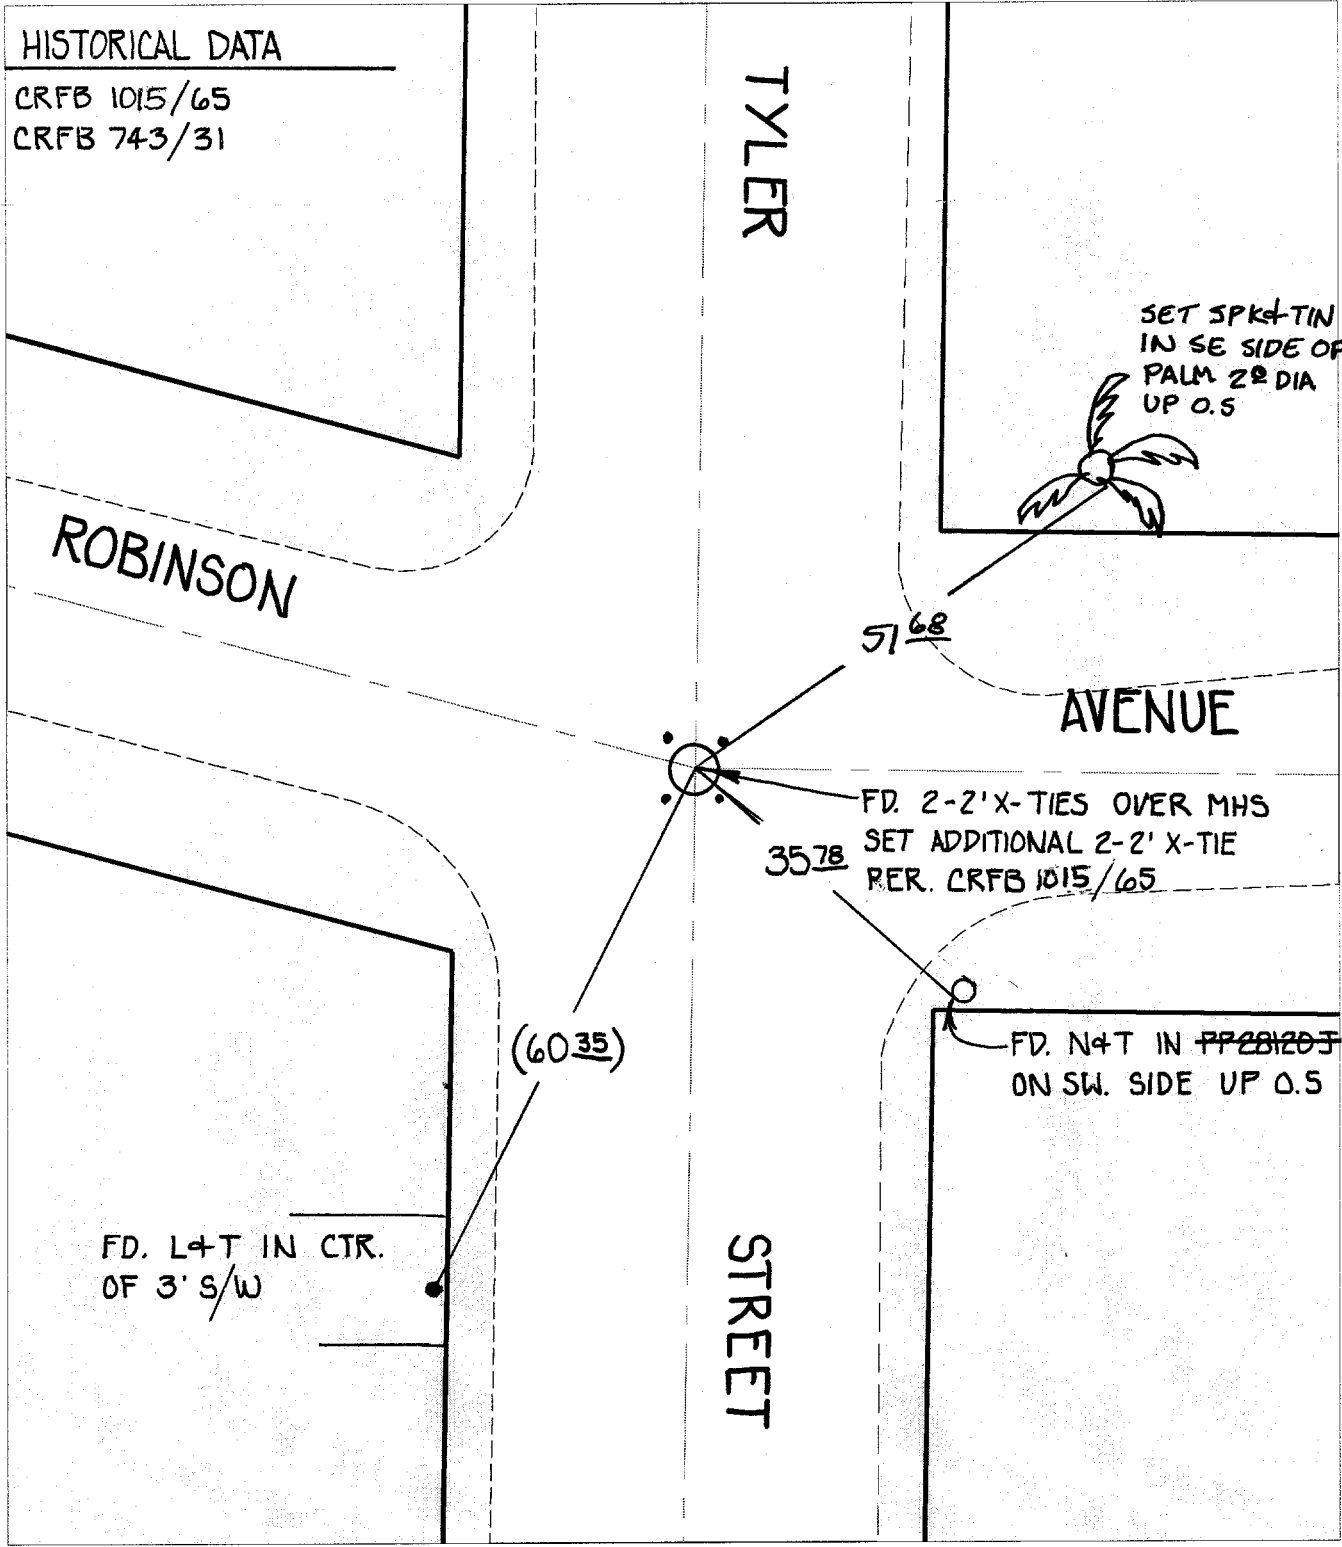 HISTORICAL DATA
CRFB 1015/65
CRFB 743/31
TYLER
SET SPK&TIN
IN SE SIDE OF
PALM 2º DIA
UP 0.5
ROBINSON
51 68
AVENUE
FD. 2-2'X-TIES OVER MHS
SET ADDITIONAL 2-2' X-TIE
PER. CRFB 1015/65
35 78
(60 35)
FD. N&T IN PP28120J
ON SW. SIDE UP 0.5
FD. L&T IN CTR.
OF 3' S/W
STREET